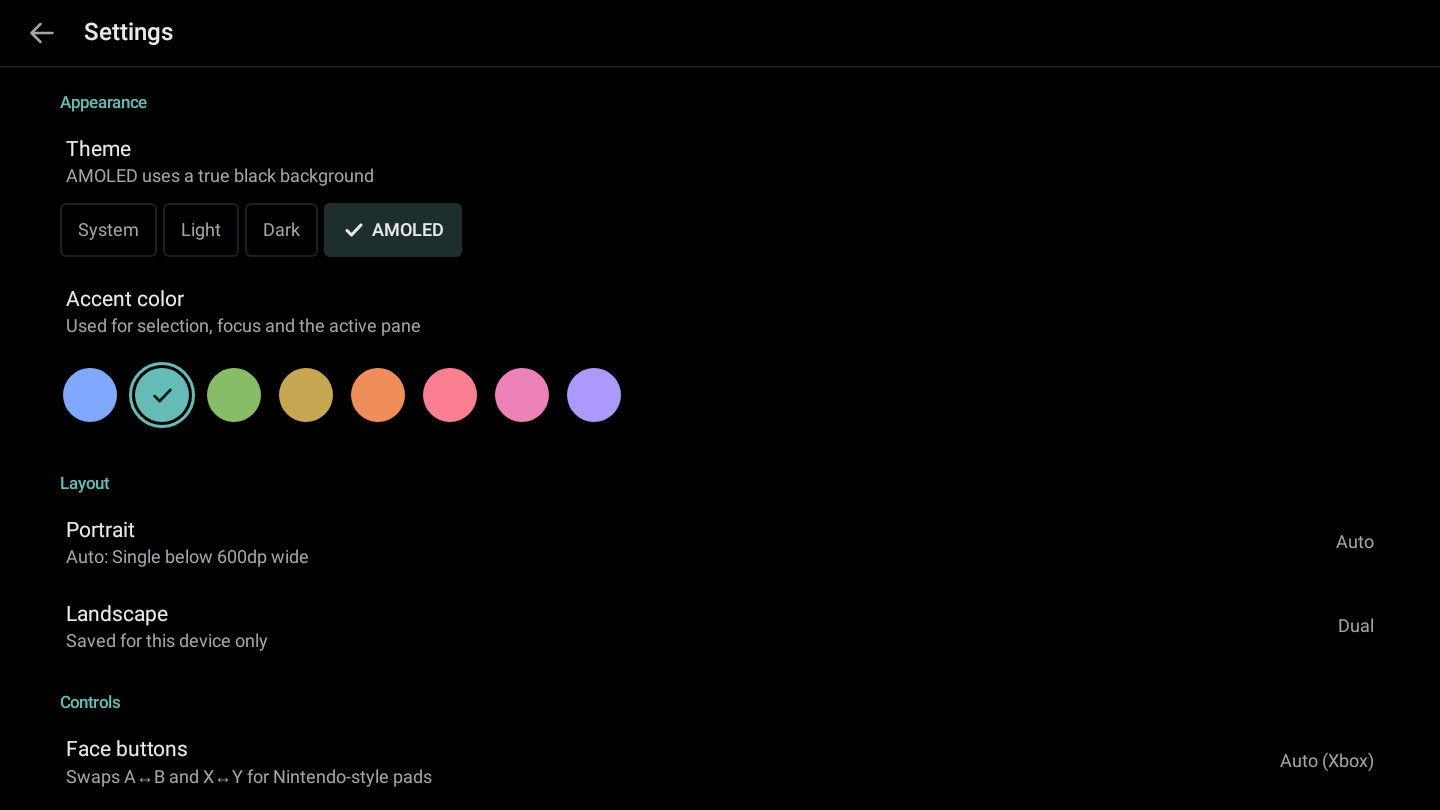 Settings
Appearance
Theme
AMOLED uses a true black background
System Light Dark AMOLED
Accent color
Used for selection, focus and the active pane
Layout
Portrait
Auto: Single below 600dp wide
Auto
Landscape
Saved for this device only
Dual
Controls
Face buttons
Swaps A↔B and X↔Y for Nintendo-style pads
Auto (Xbox)